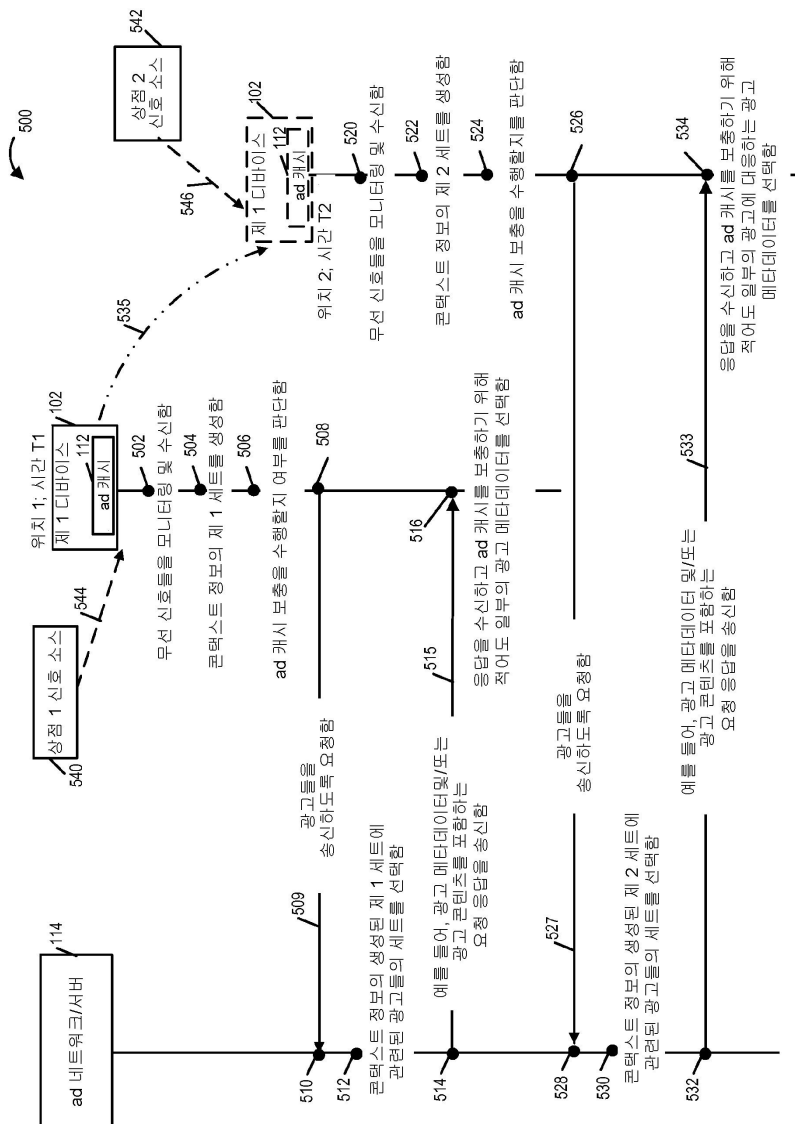 500
ad 네트워크/서버
114
상점 1 신호 소스
540
544
위치 1; 시간 T1
제 1 디바이스
102
112
ad 캐시
535
상점 2
신호 소스
542
546
제 1 디바이스
102
112
ad 캐시
위치 2; 시간 T2
무선 신호들을 모니터링 및 수신함
502
콘택스트 정보의 제 1 세트를 생성함
504
ad 캐시 보충을 수행할지 여부를 판단함
506
508
광고들을
송신하도록 요청함
509
510
512
콘택스트 정보의 생성된 제 1 세트에
관련된 광고들의 세트를 선택함
514
예를 들어, 광고 메타데이터및/또는
광고 콘텐츠를 포함하는
요청 응답을 송신함
515
516
응답을 수신하고 ad 캐시를 보충하기 위해
적어도 일부의 광고 메타데이터를 선택함
무선 신호들을 모니터링 및 수신함
520
콘택스트 정보의 제 2 세트를 생성함
522
ad 캐시 보충을 수행할지를 판단함
524
526
광고들을
송신하도록 요청함
527
528
530
콘택스트 정보의 생성된 제 2 세트에
관련된 광고들의 세트를 선택함
532
예를 들어, 광고 메타데이터 및/또는
광고 콘텐츠를 포함하는
요청 응답을 송신함
533
534
응답을 수신하고 ad 캐시를 보충하기 위해
적어도 일부의 광고에 대응하는 광고
메타데이터를 선택함